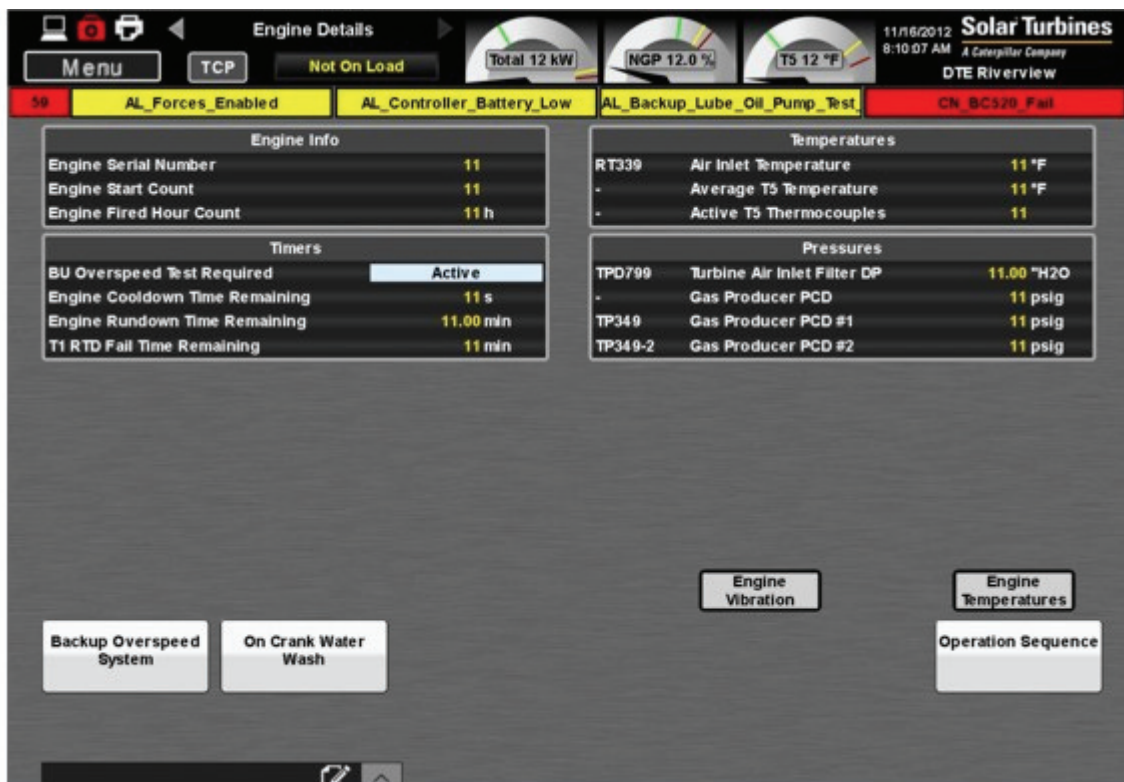 Engine Details
11/16/2012
8:10:07 AM
Solar Turbines
A Caterpillar Company
DTE Riverview
Menu
TCP
Not On Load
Total 12 kW
NGP 12.0 %
T5 12 °F
59
AL_Forces_Enabled
AL_Controller_Battery_Low
AL_Backup_Lube_Oil_Pump_Test_
CN_BC520_Fail
Engine Info
Engine Serial Number 11
Engine Start Count 11
Engine Fired Hour Count 11 h
Temperatures
RT339 Air Inlet Temperature 11 °F
- Average T5 Temperature 11 °F
- Active T5 Thermocouples 11
Timers
BU Overspeed Test Required Active
Engine Cooldown Time Remaining 11 s
Engine Rundown Time Remaining 11.00 min
T1 RTD Fail Time Remaining 11 min
Pressures
TPD799 Turbine Air Inlet Filter DP 11.00 "H2O
- Gas Producer PCD 11 psig
TP349 Gas Producer PCD #1 11 psig
TP349-2 Gas Producer PCD #2 11 psig
Engine
Vibration
Engine
Temperatures
Backup Overspeed
System
On Crank Water
Wash
Operation Sequence